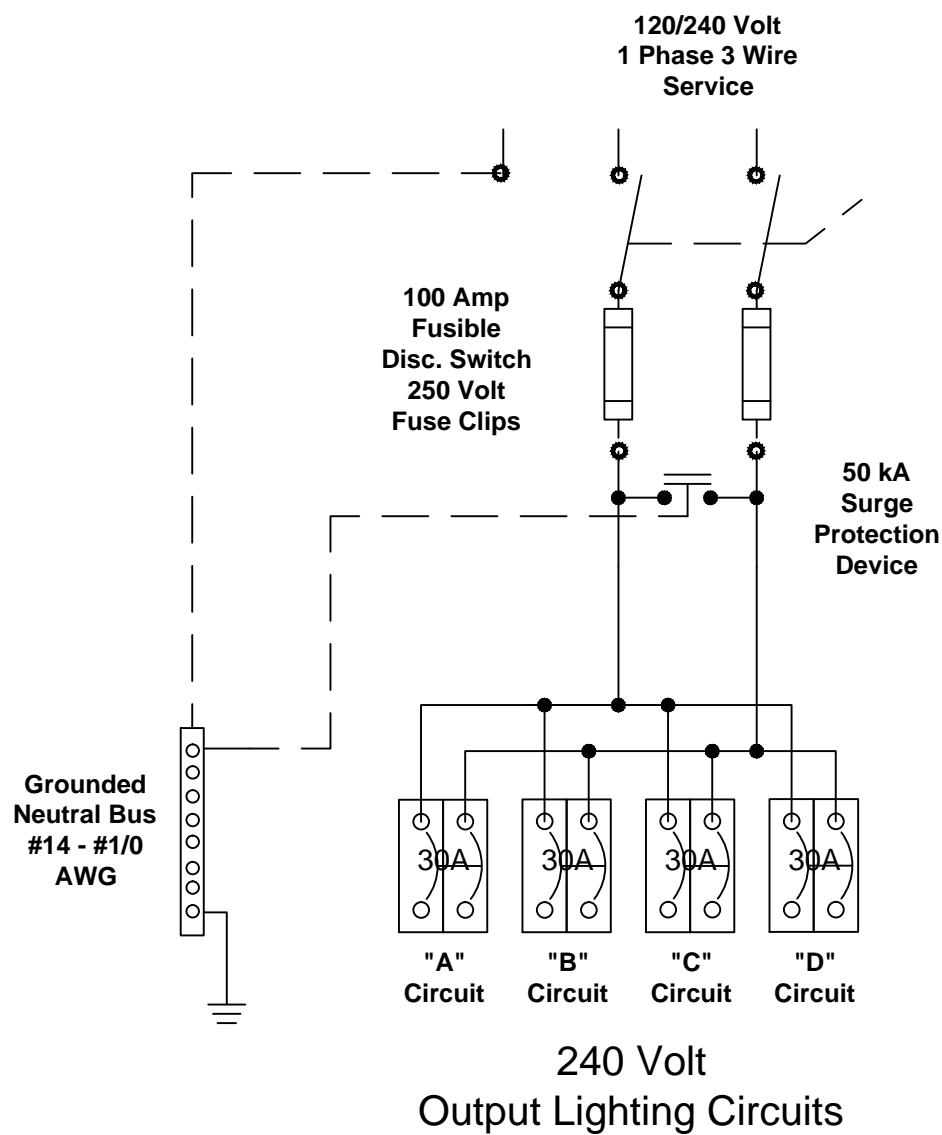 120/240 Volt
1 Phase 3 Wire
Service
100 Amp
Fusible
Disc. Switch
250 Volt
Fuse Clips
50 kA
Surge
Protection
Device
Grounded
Neutral Bus
#14 - #1/0
AWG
30A 30A 30A 30A
"A" "B" "C" "D"
Circuit Circuit Circuit Circuit
240 Volt
Output Lighting Circuits